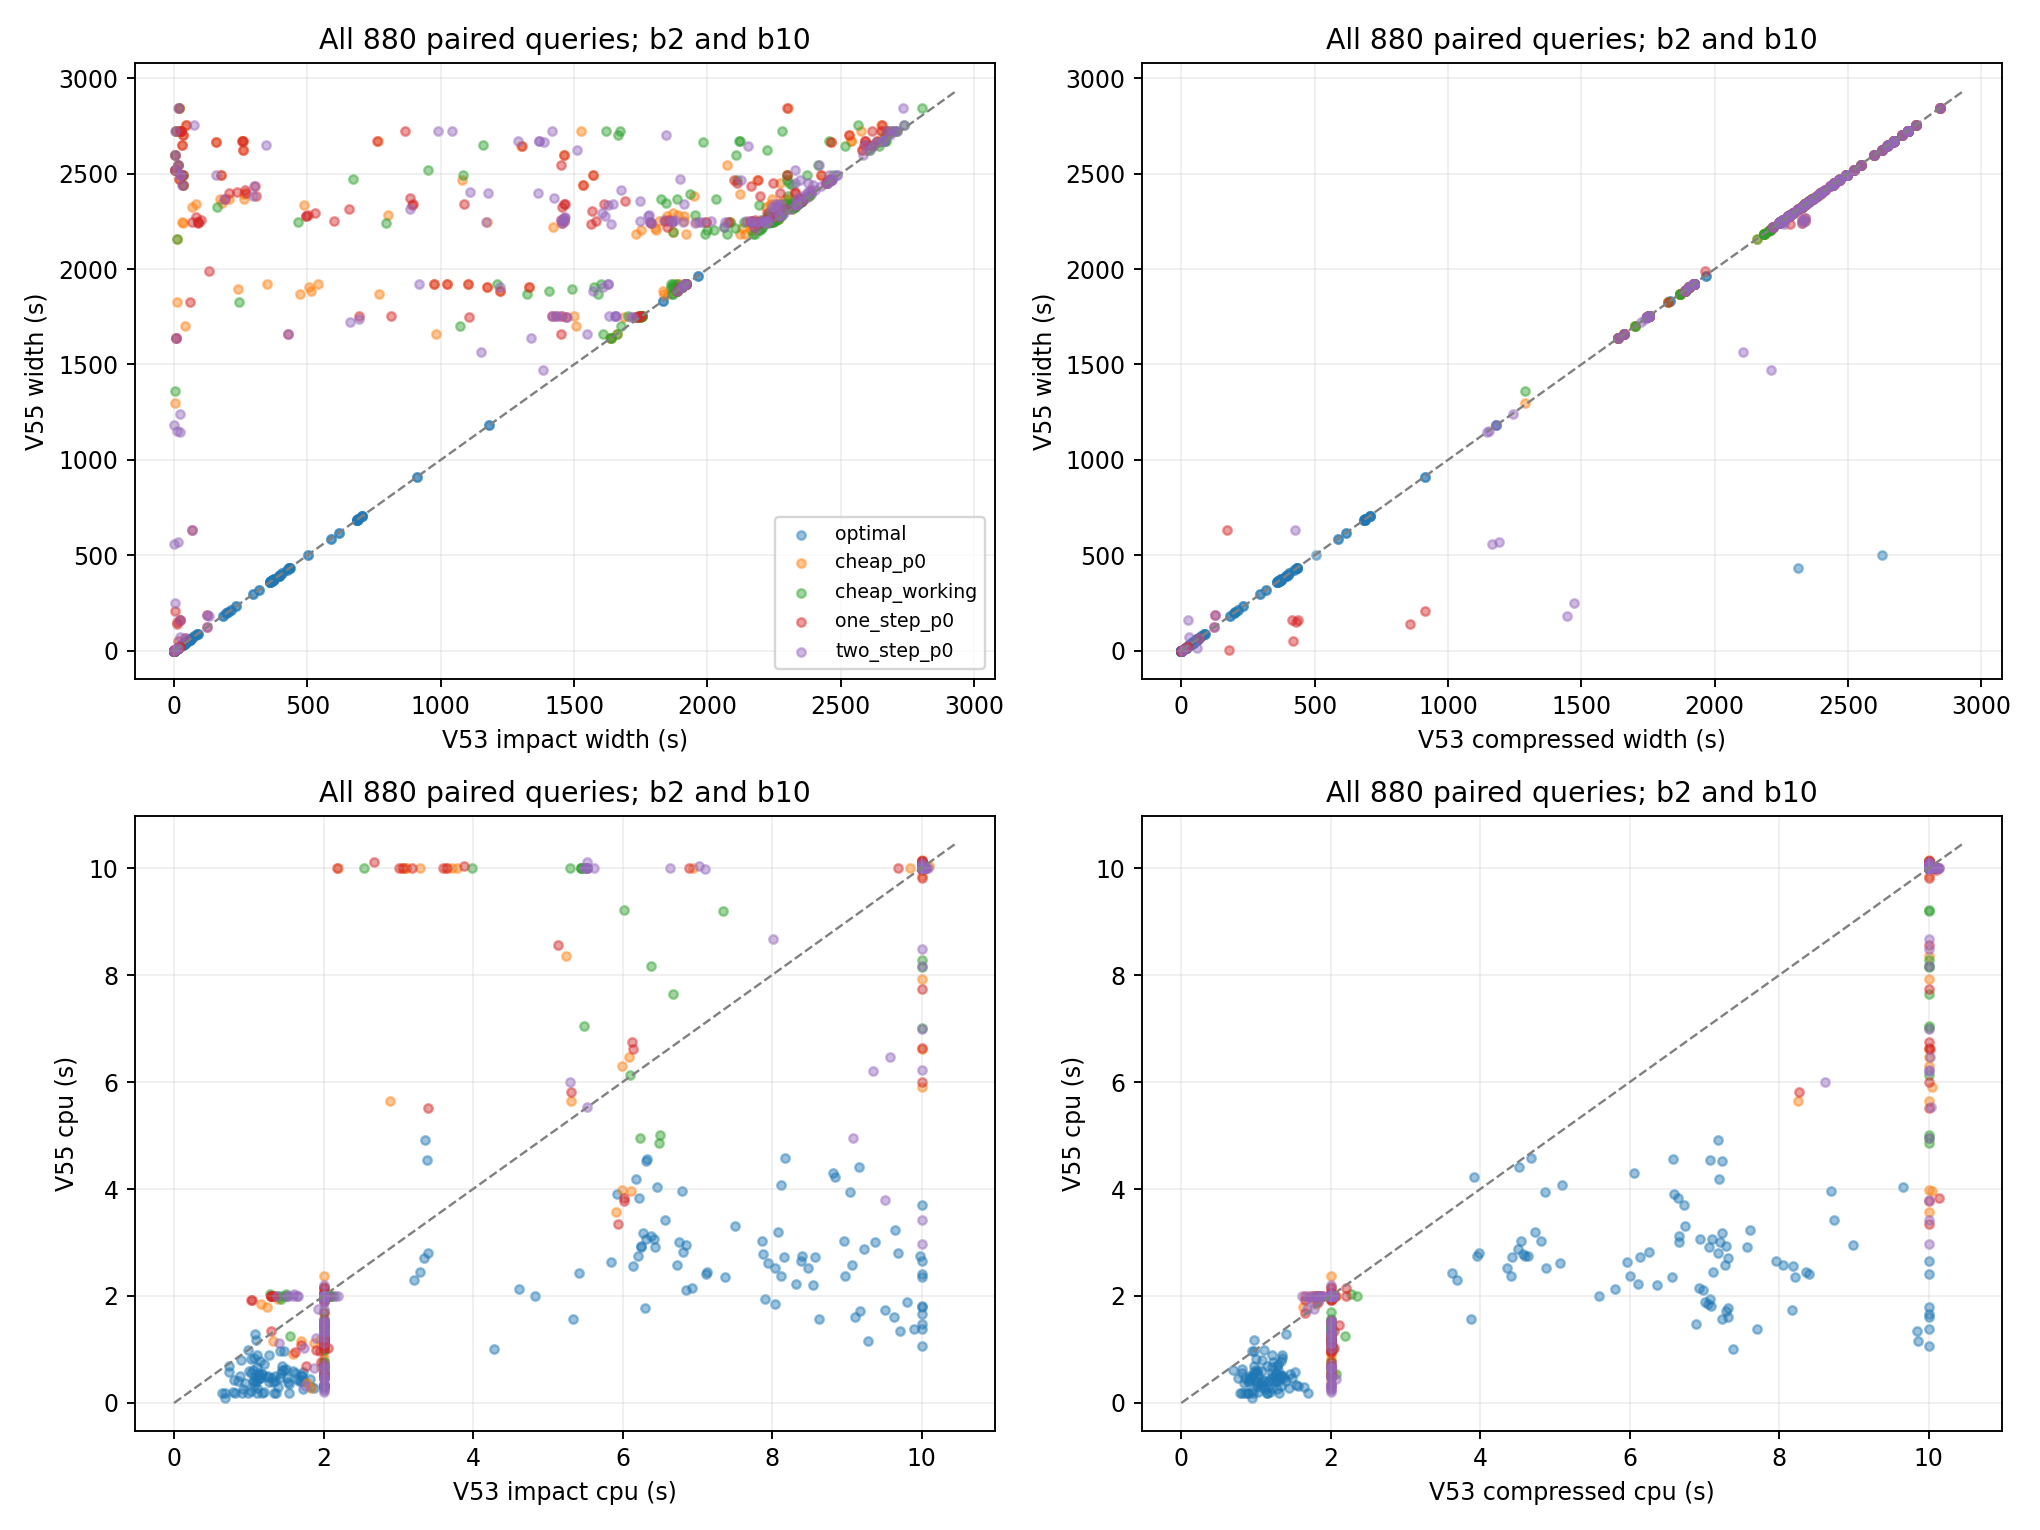 All 880 paired queries; b2 and b10
3000
2500
2000
1500
1000
500
0
V55 width (s)
0 500 1000 1500 2000 2500 3000
V53 impact width (s)
optimal
cheap_p0
cheap_working
one_step_p0
two_step_p0
All 880 paired queries; b2 and b10
3000
2500
2000
1500
1000
500
0
V55 width (s)
0 500 1000 1500 2000 2500 3000
V53 compressed width (s)
All 880 paired queries; b2 and b10
10
8
6
4
2
0
V55 cpu (s)
0 2 4 6 8 10
V53 impact cpu (s)
All 880 paired queries; b2 and b10
10
8
6
4
2
0
V55 cpu (s)
0 2 4 6 8 10
V53 compressed cpu (s)